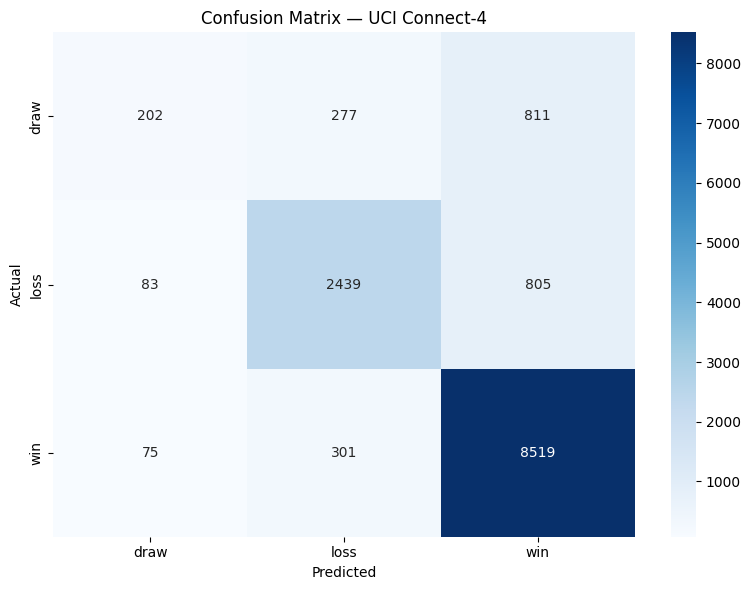 Confusion Matrix — UCI Connect-4
draw
202
277
811
loss
83
2439
805
win
75
301
8519
Actual
draw
loss
win
Predicted
8000
7000
6000
5000
4000
3000
2000
1000